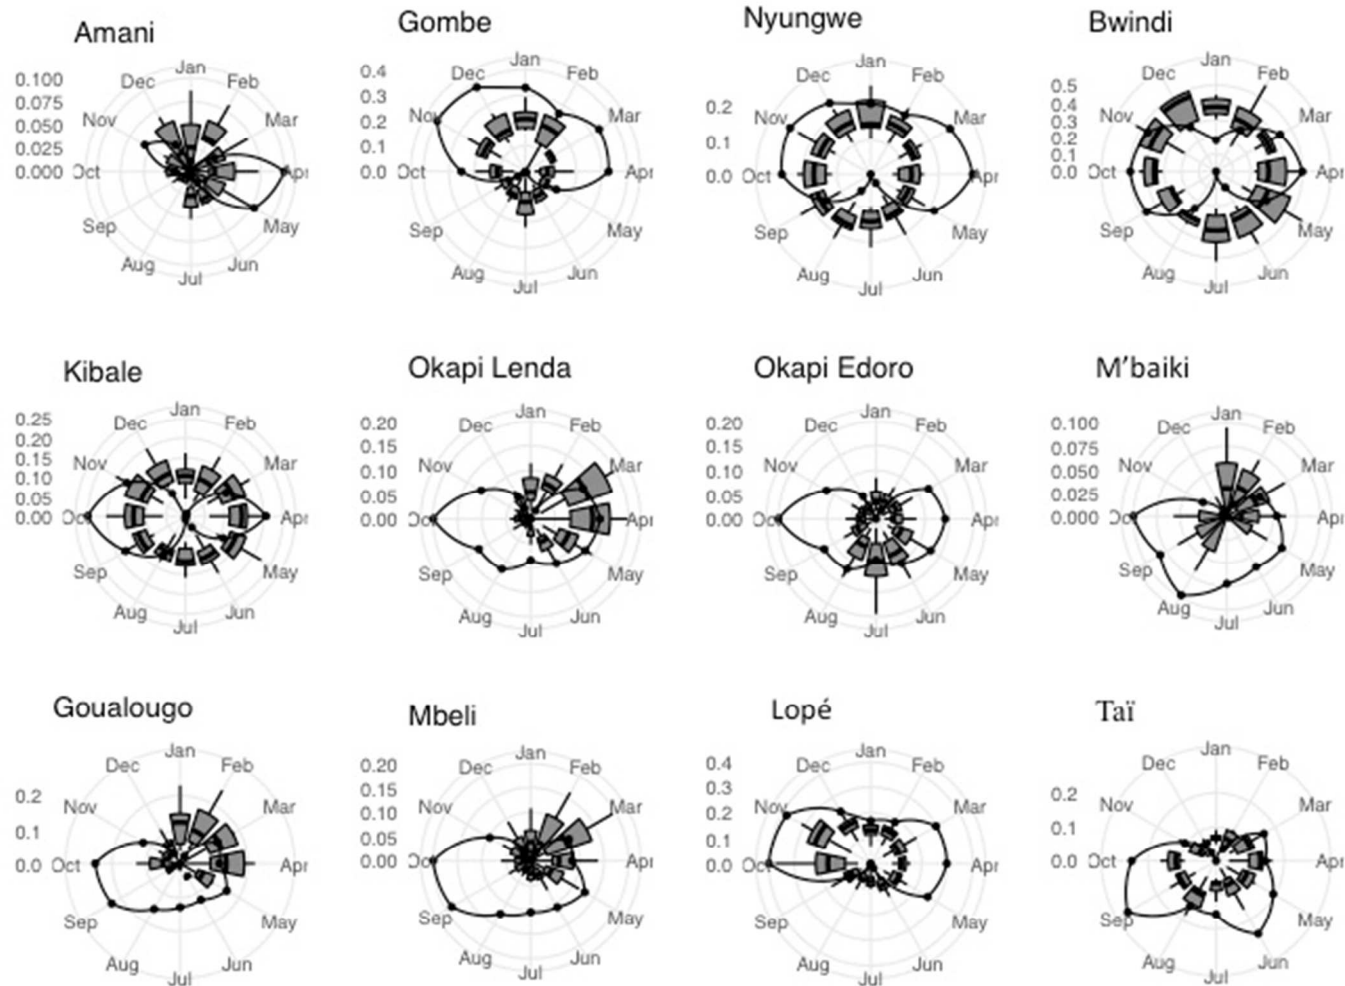 Amani
0.100
0.075
0.050
0.025
0.000
Jan
Feb
Mar
Apr
May
Jun
Jul
Aug
Sep
Oct
Nov
Dec
Gombe
0.4
0.3
0.2
0.1
0.0
Jan
Feb
Mar
Apr
May
Jun
Jul
Aug
Sep
Oct
Nov
Dec
Nyungwe
0.2
0.1
0.0
Jan
Feb
Mar
Apr
May
Jun
Jul
Aug
Sep
Oct
Nov
Dec
Bwindi
0.5
0.4
0.3
0.2
0.1
0.0
Jan
Feb
Mar
Apr
May
Jun
Jul
Aug
Sep
Oct
Nov
Dec
Kibale
0.25
0.20
0.15
0.10
0.05
0.00
Jan
Feb
Mar
Apr
May
Jun
Jul
Aug
Sep
Oc
Nov
Dec
Okapi Lenda
0.20
0.15
0.10
0.05
0.00
Jan
Feb
Mar
Apr
May
Jun
Jul
Aug
Sep
Oc
Nov
Dec
Okapi Edoro
0.20
0.15
0.10
0.05
0.00
Jan
Feb
Mar
Apr
May
Jun
Jul
Aug
Sep
Oc
Nov
Dec
M'baiki
0.100
0.075
0.050
0.025
0.000
Jan
Feb
Mar
Apr
May
Jun
Jul
Aug
Sep
Oc
Nov
Dec
Goualougo
0.2
0.1
0.0
Jan
Feb
Mar
Apr
May
Jun
Jul
Aug
Sep
Oct
Nov
Dec
Mbeli
0.20
0.15
0.10
0.05
0.00
Jan
Feb
Mar
Apr
May
Jun
Jul
Aug
Sep
Oc
Nov
Dec
Lopé
0.4
0.3
0.2
0.1
0.0
Jan
Feb
Mar
Apr
May
Jun
Jul
Aug
Sep
Oct
Nov
Dec
Taï
0.2
0.1
0.0
Jan
Feb
Mar
Apr
May
Jun
Jul
Aug
Sep
Oct
Nov
Dec